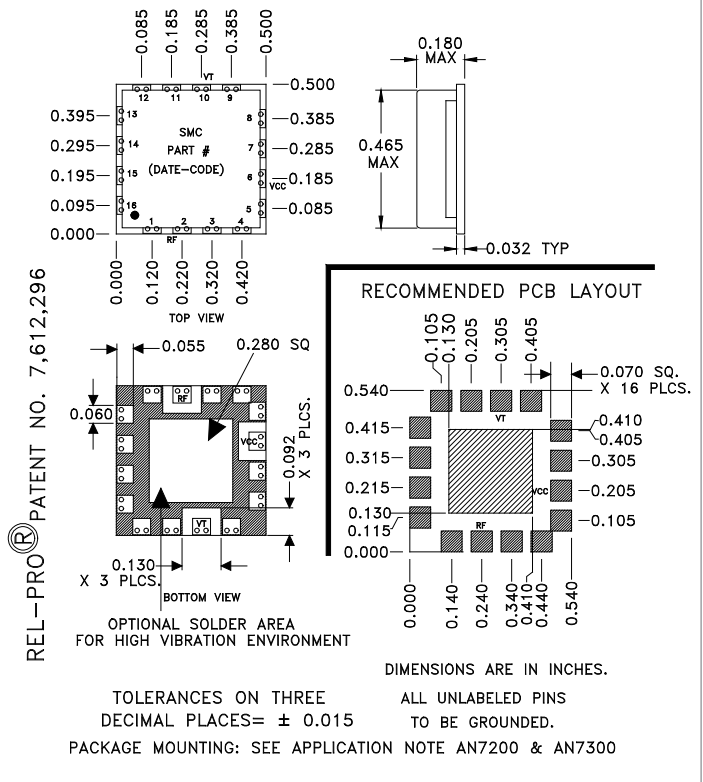 0.085 0.185 0.285 0.385 0.500
VT
12 11 10 9
0.500
0.395 13 8 0.385
SMC
0.295 14 PART # 7 0.285
(DATE-CODE)
0.195 15 6 0.185
VCC
0.095 16 5 0.085
1 2 3 4
0.000
RF
0.000 0.120 0.220 0.320 0.420
TOP VIEW
0.180
MAX
0.465
MAX
0.032 TYP
REL-PRO® PATENT NO. 7,612,296
0.055 0.280 SQ
RF
0.060
VCC
0.092
X 3 PLCS.
VT
0.130
X 3 PLCS.
BOTTOM VIEW
OPTIONAL SOLDER AREA
FOR HIGH VIBRATION ENVIRONMENT
RECOMMENDED PCB LAYOUT
0.105 0.130 0.205 0.305 0.405
0.070 SQ.
X 16 PLCS.
0.540
VT
0.415 0.410
0.405
0.315 0.305
0.215 VCC 0.205
0.130
0.115 0.105
RF
0.000
0.000 0.140 0.240 0.340 0.410 0.440 0.540
DIMENSIONS ARE IN INCHES.
TOLERANCES ON THREE
DECIMAL PLACES= ± 0.015
ALL UNLABELED PINS
TO BE GROUNDED.
PACKAGE MOUNTING: SEE APPLICATION NOTE AN7200 & AN7300